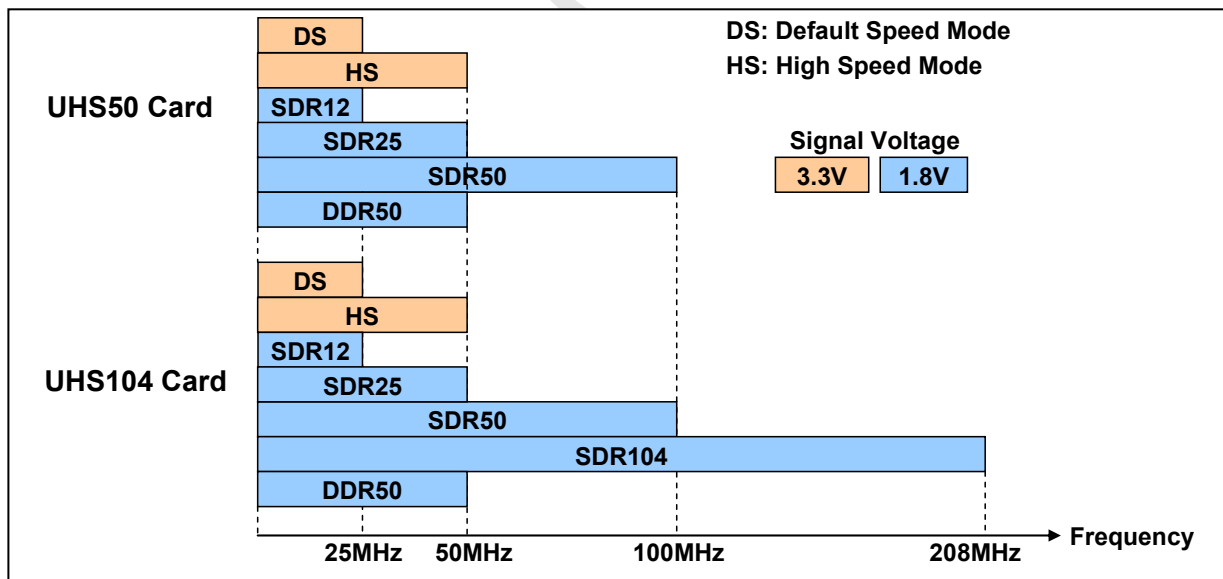 DS
DS: Default Speed Mode
HS
HS: High Speed Mode
UHS50 Card
SDR12
SDR25
Signal Voltage
SDR50
3.3V
1.8V
DDR50
DS
HS
SDR12
UHS104 Card
SDR25
SDR50
SDR104
DDR50
Frequency
25MHz
50MHz
100MHz
208MHz